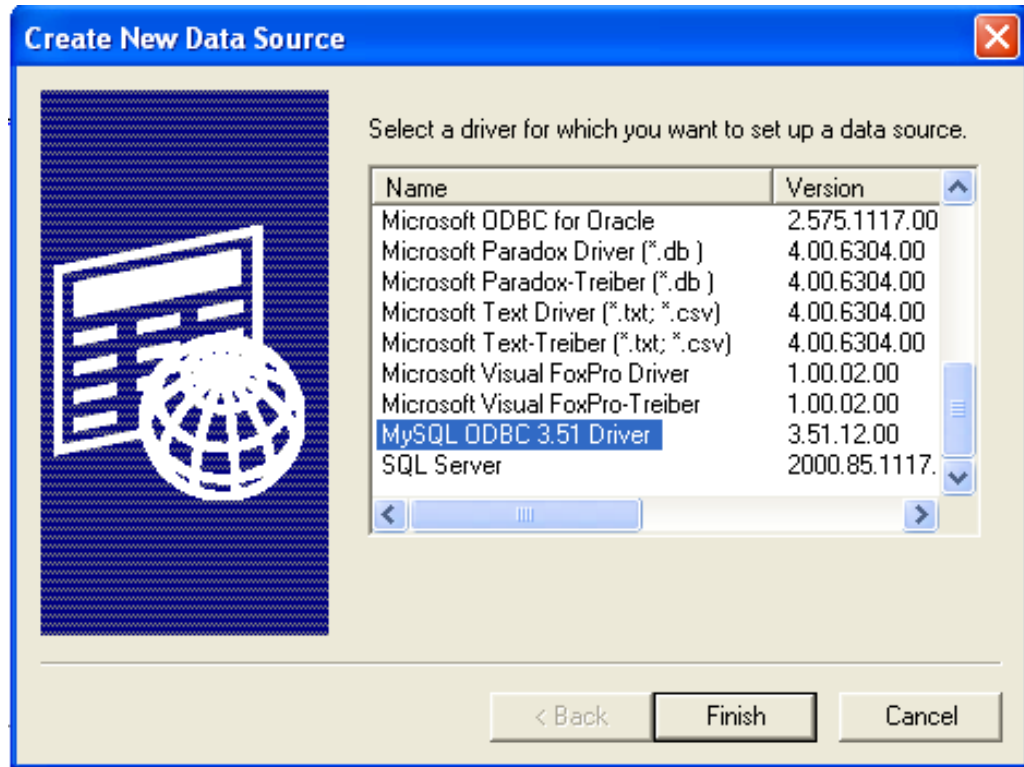 Create New Data Source
Select a driver for which you want to set up a data source.
Name Version
Microsoft ODBC for Oracle 2.575.1117.00
Microsoft Paradox Driver (*.db ) 4.00.6304.00
Microsoft Paradox-Treiber (*.db ) 4.00.6304.00
Microsoft Text Driver (*.txt; *.csv) 4.00.6304.00
Microsoft Text-Treiber (*.txt; *.csv) 4.00.6304.00
Microsoft Visual FoxPro Driver 1.00.02.00
Microsoft Visual FoxPro-Treiber 1.00.02.00
MySQL ODBC 3.51 Driver 3.51.12.00
SQL Server 2000.85.1117.
< Back Finish Cancel